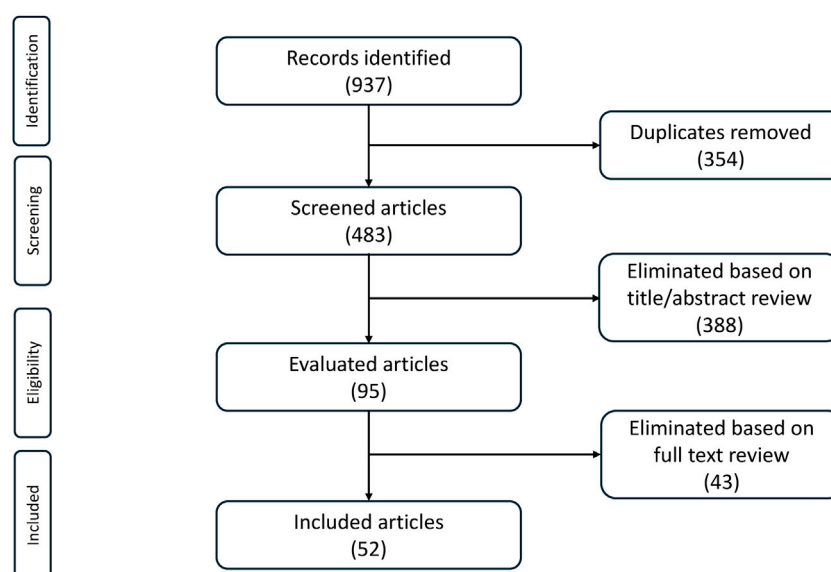 Identification
Records identified
(937)
Duplicates removed
(354)
Screening
Screened articles
(483)
Eliminated based on
title/abstract review
(388)
Eligibility
Evaluated articles
(95)
Eliminated based on
full text review
(43)
Included
Included articles
(52)